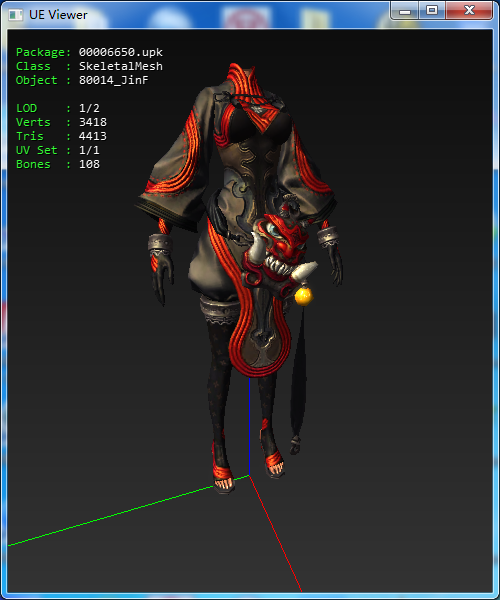 UE Viewer
Package: 00006650.upk
Class : SkeletalMesh
Object : 80014_JinF
LOD : 1/2
Verts : 3418
Tris : 4413
UV Set : 1/1
Bones : 108